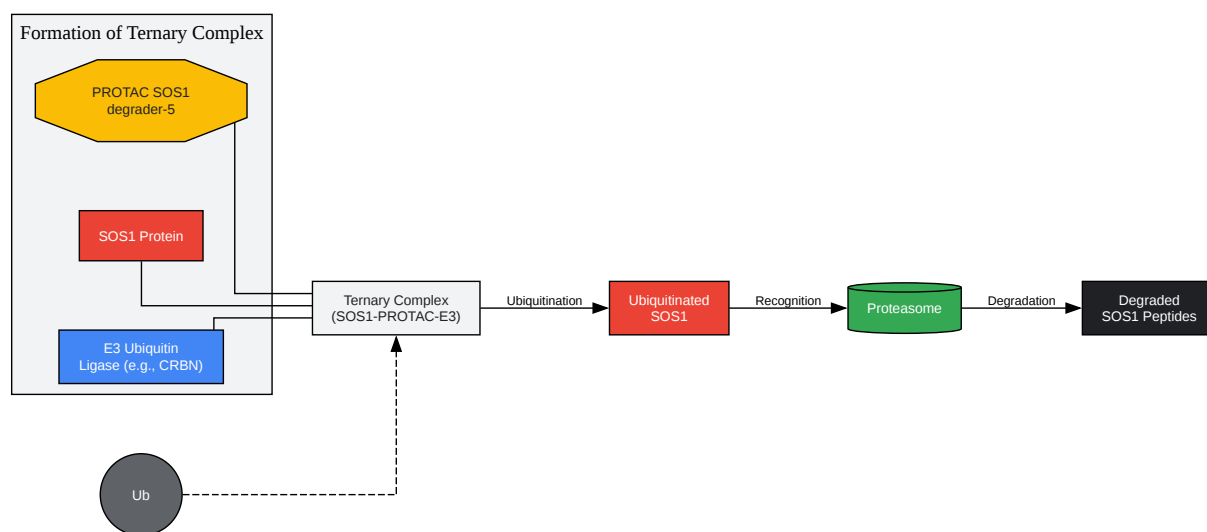 Formation of Ternary Complex
PROTAC SOS1
degrader-5
SOS1 Protein
E3 Ubiquitin
Ligase (e.g., CRBN)
Ub
Ternary Complex
(SOS1-PROTAC-E3)
Ubiquitination
Ubiquitinated
SOS1
Recognition
Proteasome
Degradation
Degraded
SOS1 Peptides